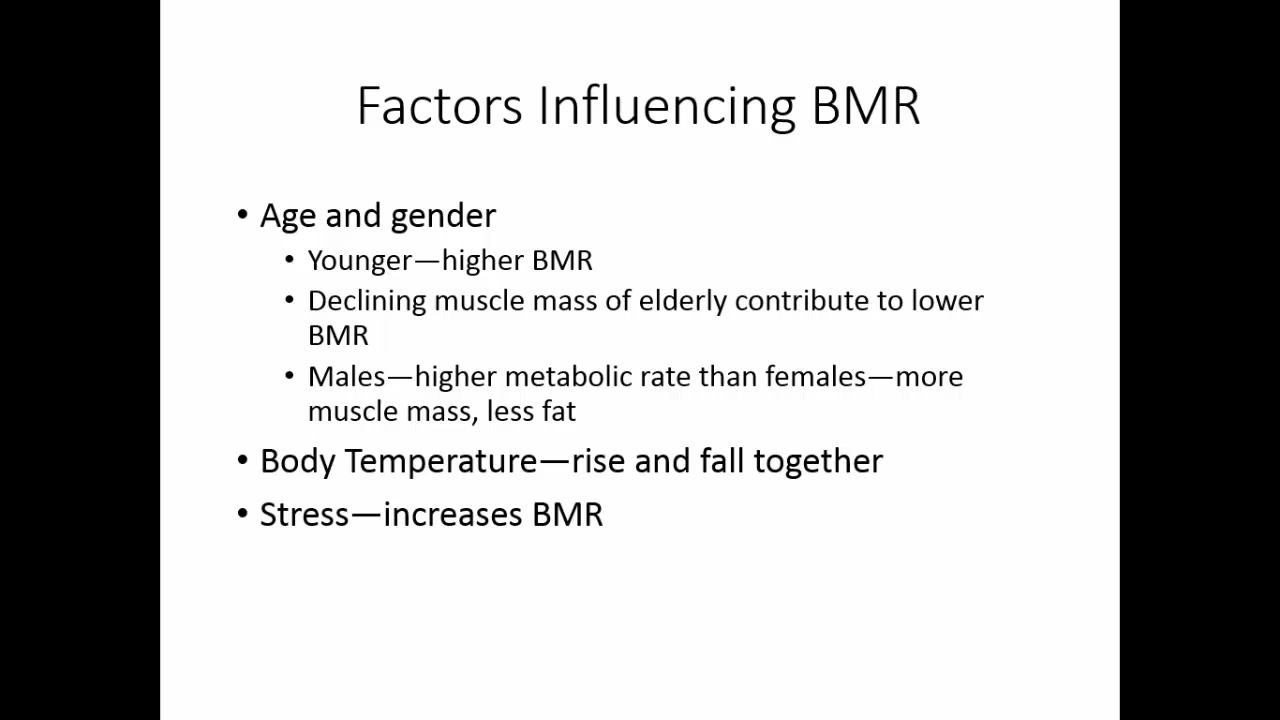 Factors Influencing BMR
• Age and gender
• Younger—higher BMR
• Declining muscle mass of elderly contribute to lower
BMR
• Males—higher metabolic rate than females—more
muscle mass, less fat
• Body Temperature—rise and fall together
• Stress—increases BMR